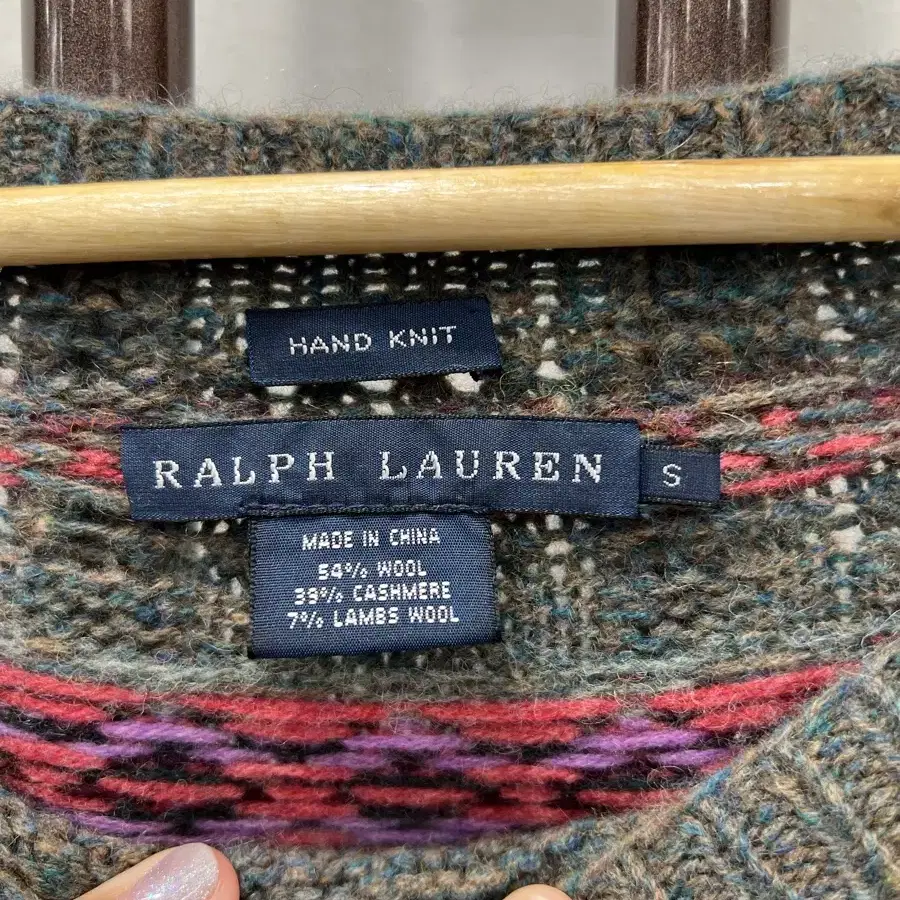 HAND KNIT
RALPH LAUREN
S
MADE IN CHINA
54% WOOL
39% CASHMERE
7% LAMBS WOOL